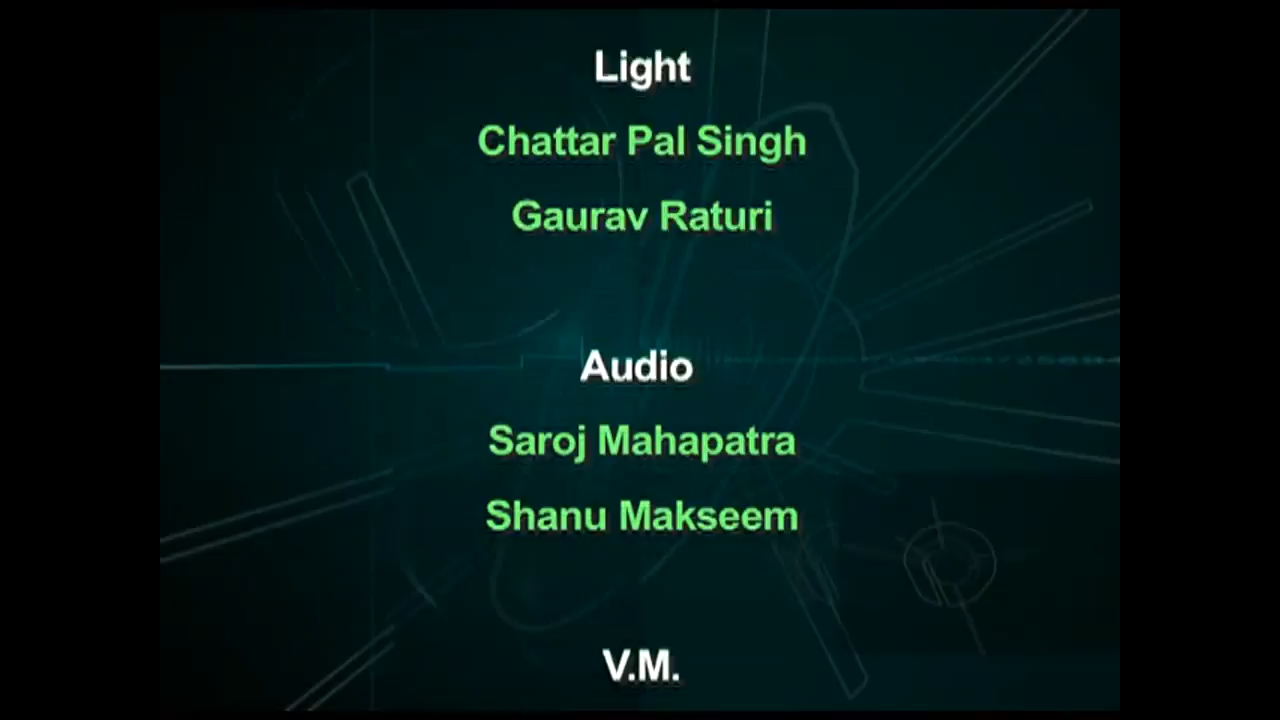 Light
Chattar Pal Singh
Gaurav Raturi
Audio
Saroj Mahapatra
Shanu Makseem
V.M.